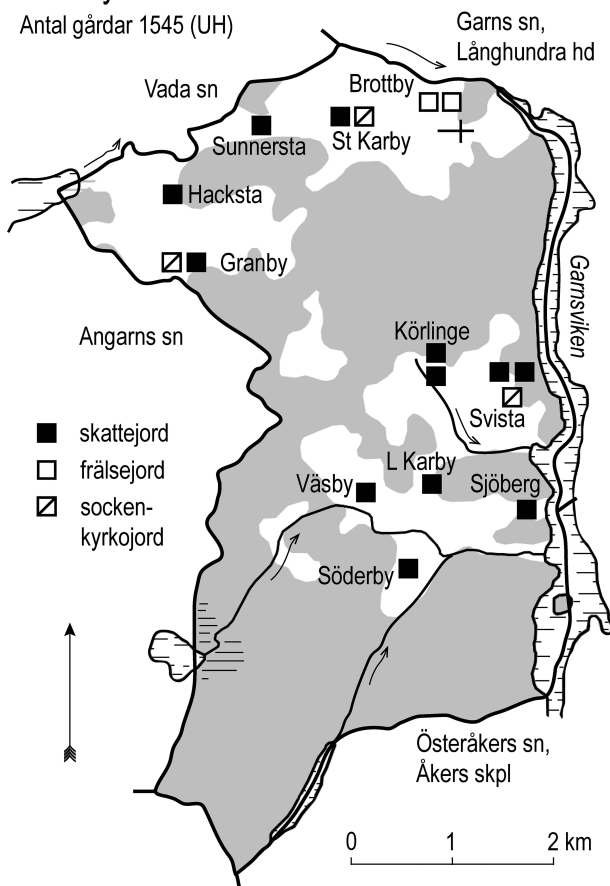 Antal gårdar 1545 (UH)
Garns sn,
Långhundra hd
Vada sn
Brottby
Sunnersta
St Karby
Hacksta
Granby
Garnsviken
Angarns sn
Körlinge
skattejord
frälsejord
socken-
kyrkojord
Svista
L Karby
Väsby
Sjöberg
Söderby
Österåkers sn,
Åkers skpl
0 1 2 km